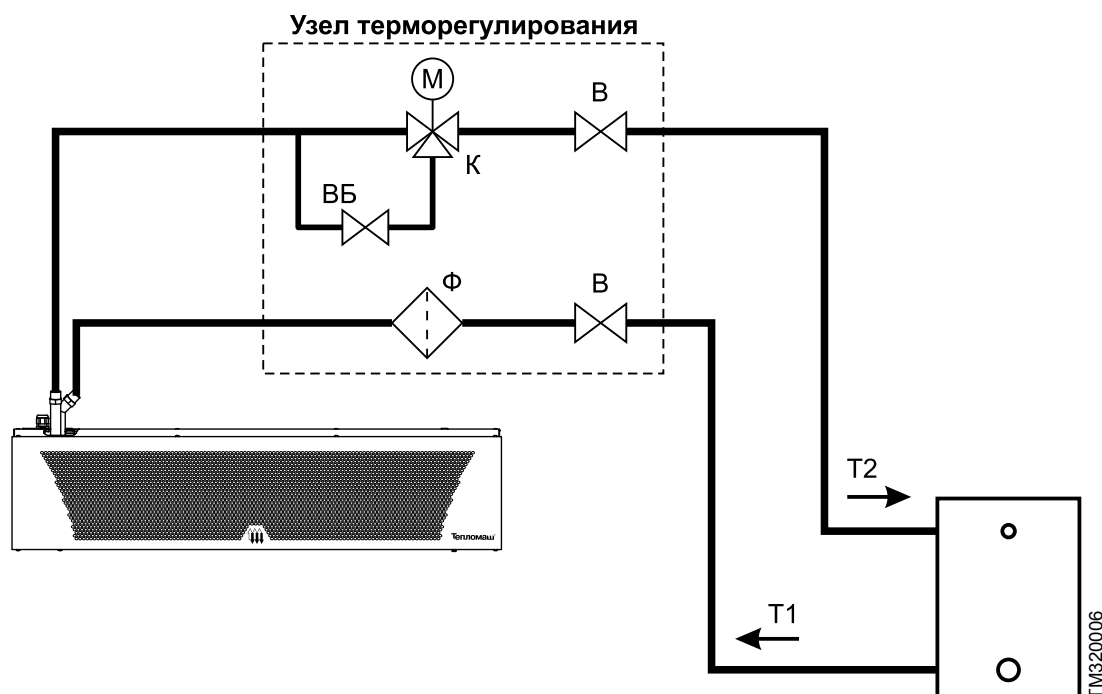 Узел терморегулирования
М
В
К
ВБ
Ф
В
Т2
Тепломаш
Т1
TM320006